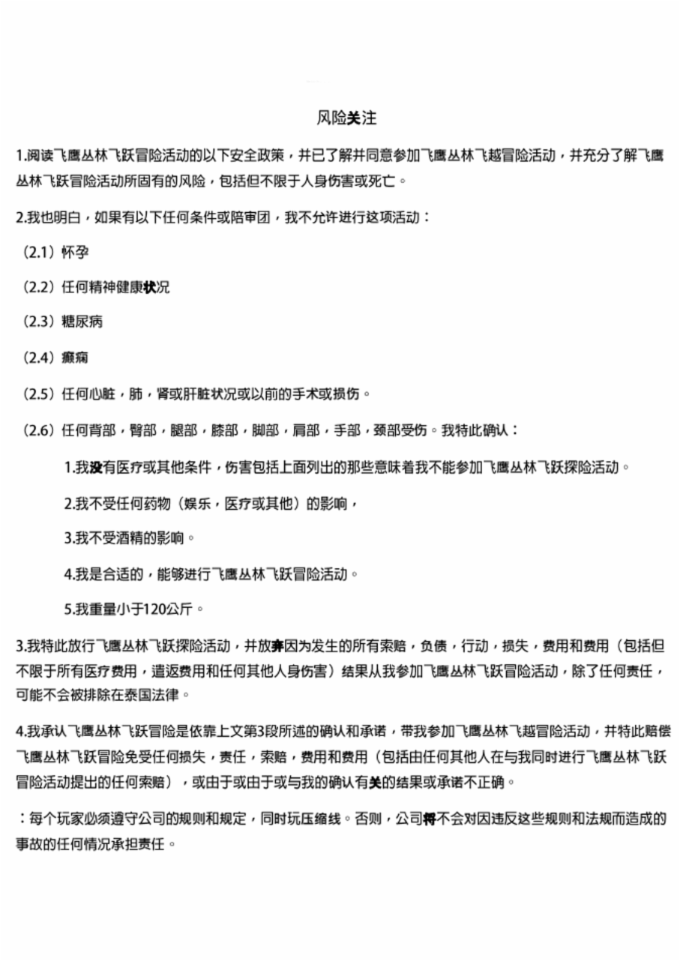 风险关注
1.阅读飞鹰丛林飞跃冒险活动的以下安全政策，并已了解并同意参加飞鹰丛林飞越冒险活动，并充分了解飞鹰
丛林飞跃冒险活动所固有的风险，包括但不限于人身伤害或死亡。
2.我也明白，如果有以下任何条件或陪审团，我不允许进行这项活动：
（2.1）怀孕
（2.2）任何精神健康状况
（2.3）糖尿病
（2.4）癫痫
（2.5）任何心脏，肺，肾或肝脏状况或以前的手术或损伤。
（2.6）任何背部，臀部，腿部，膝部，脚部，肩部，手部，颈部受伤。我特此确认：
1.我没有医疗或其他条件，伤害包括上面列出的那些意味着我不能参加飞鹰丛林飞跃探险活动。
2.我不受任何药物（娱乐，医疗或其他）的影响，
3.我不受酒精的影响。
4.我是合适的，能够进行飞鹰丛林飞跃冒险活动。
5.我重量小于120公斤。
3.我特此放行飞鹰丛林飞跃探险活动，并放弃因为发生的所有索赔，负债，行动，损失，费用和费用（包括但
不限于所有医疗费用，遣返费用和任何其他人身伤害）结果从我参加飞鹰丛林飞跃冒险活动，除了任何责任，
可能不会被排除在泰国法律。
4.我承认飞鹰丛林飞跃冒险是依靠上文第3段所述的确认和承诺，带我参加飞鹰丛林飞越冒险活动，并特此赔偿
飞鹰丛林飞跃冒险免受任何损失，责任，索赔，费用和费用（包括由任何其他人在与我同时进行飞鹰丛林飞跃
冒险活动提出的任何索赔），或由于或由于或与我的确认有关的结果或承诺不正确。
：每个玩家必须遵守公司的规则和规定，同时玩压缩线。否则，公司将不会对因违反这些规则和法规而造成的
事故的任何情况承担责任。